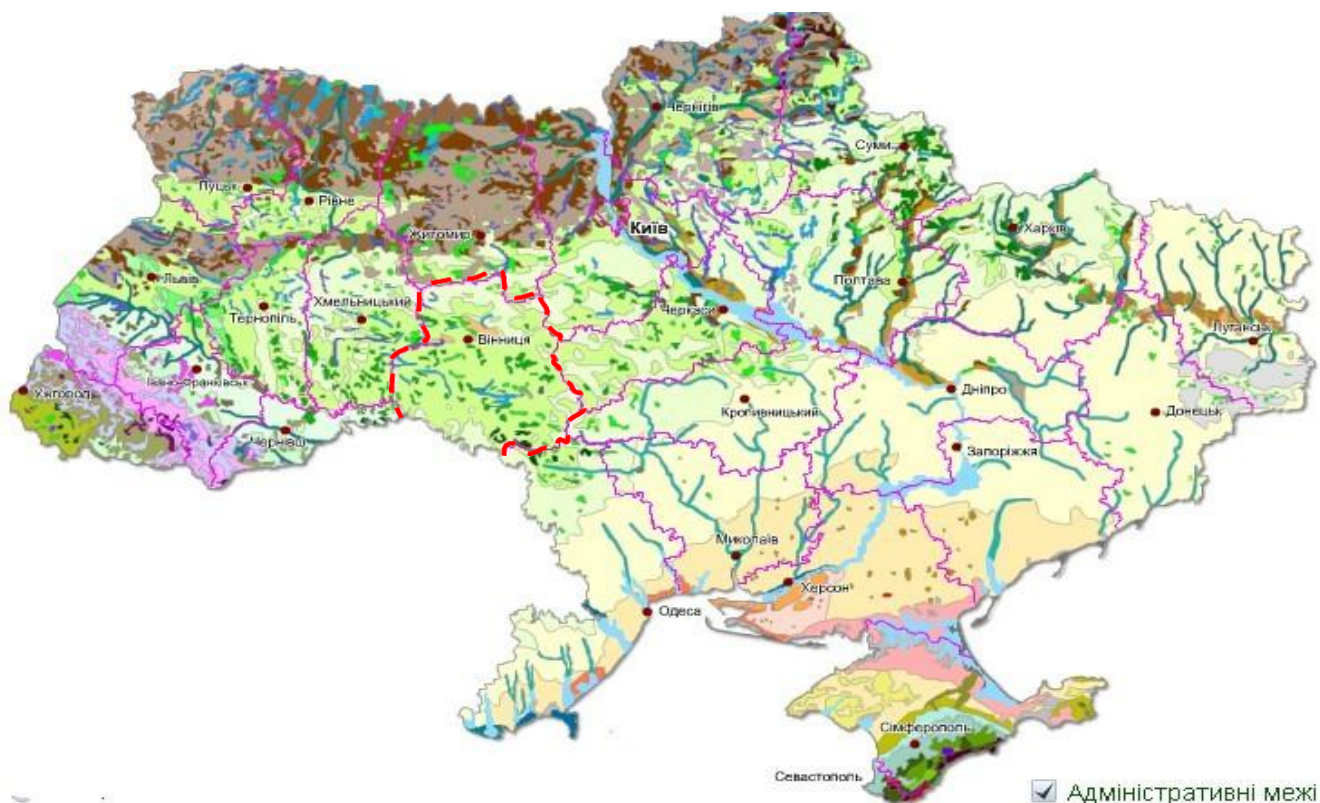 Чернігів
Суми
Луцьк
Рівне
Київ
Житомир
Харків
Львів
Хмельницький
Полтава
Тернопіль
Черкаси
Луганськ
Вінниця
Івано-Франківськ
Ужгород
Дніпро
Кропивницький
Донецьк
Чернівці
Запоріжжя
Миколаїв
Херсон
Одеса
Сімферополь
Севастополь
Адміністративні межі